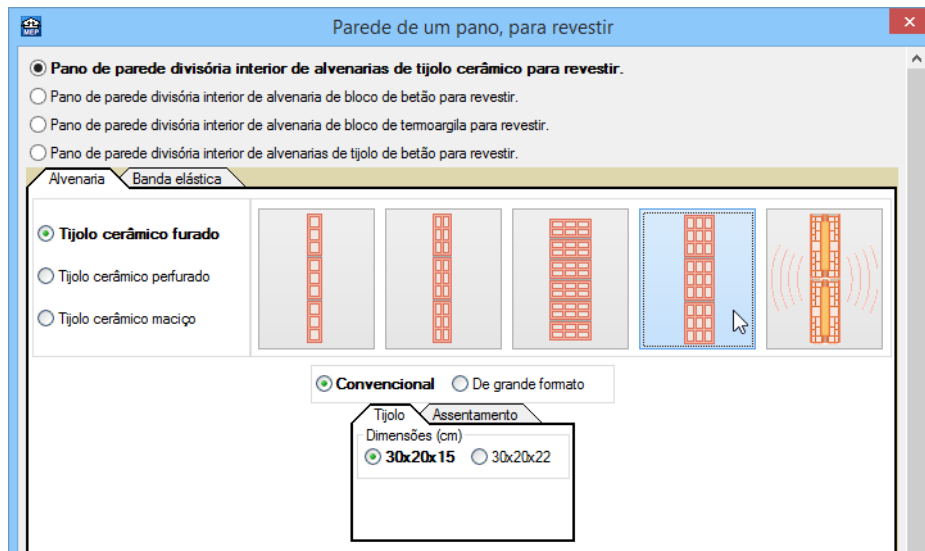 MEP
Parede de um pano, para revestir
Pano de parede divisória interior de alvenarias de tijolo cerâmico para revestir.
Pano de parede divisória interior de alvenaria de bloco de betão para revestir.
Pano de parede divisória interior de alvenaria de bloco de termoargila para revestir.
Pano de parede divisória interior de alvenarias de tijolo de betão para revestir.
Alvenaria Banda elástica
Tijolo cerâmico furado
Tijolo cerâmico perfurado
Tijolo cerâmico maciço
Convencional De grande formato
Tijolo Assentamento
Dimensões (cm)
30x20x15 30x20x22